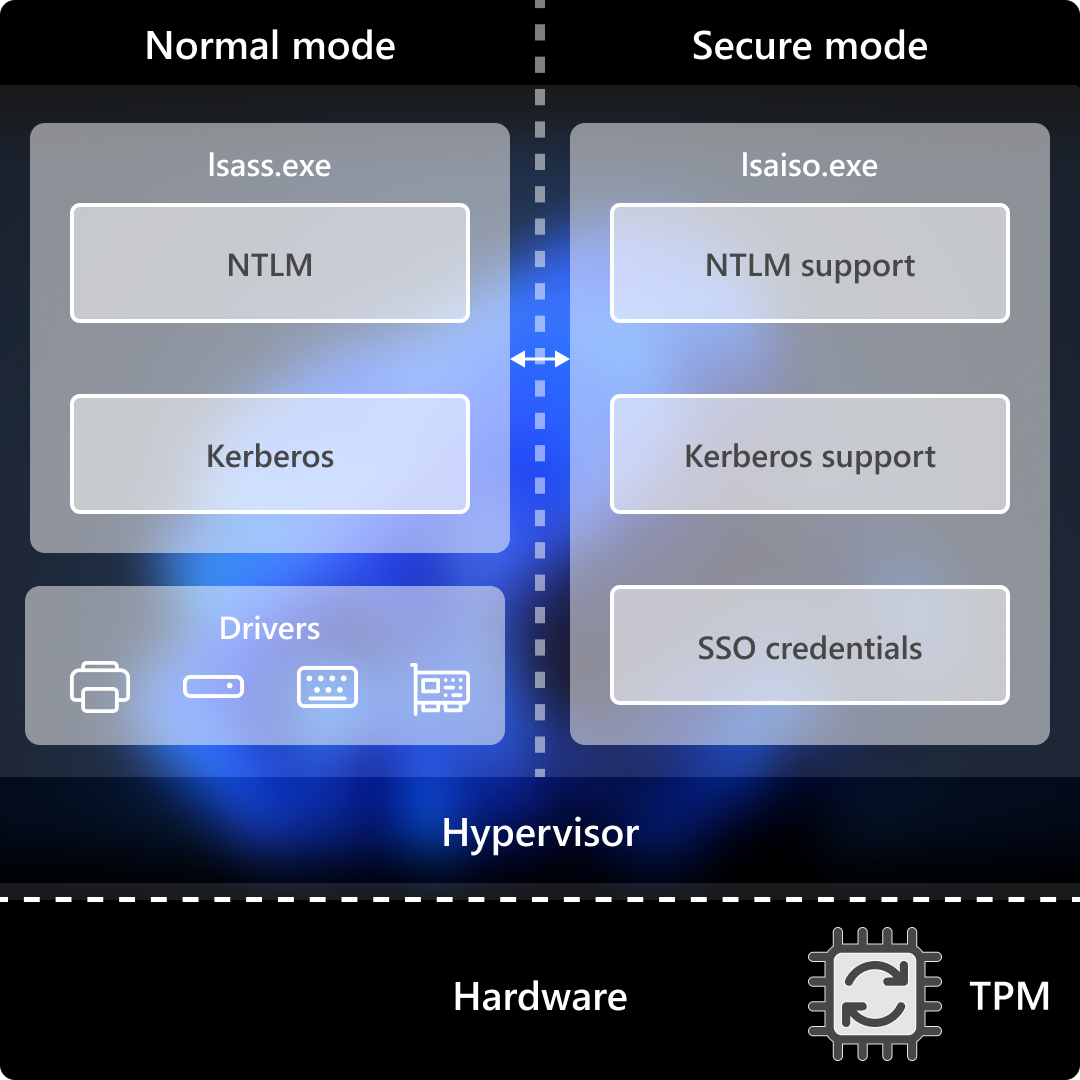 Normal mode
Secure mode
lsass.exe
NTLM
Kerberos
Drivers
lsaiso.exe
NTLM support
Kerberos support
SSO credentials
Hypervisor
Hardware
TPM